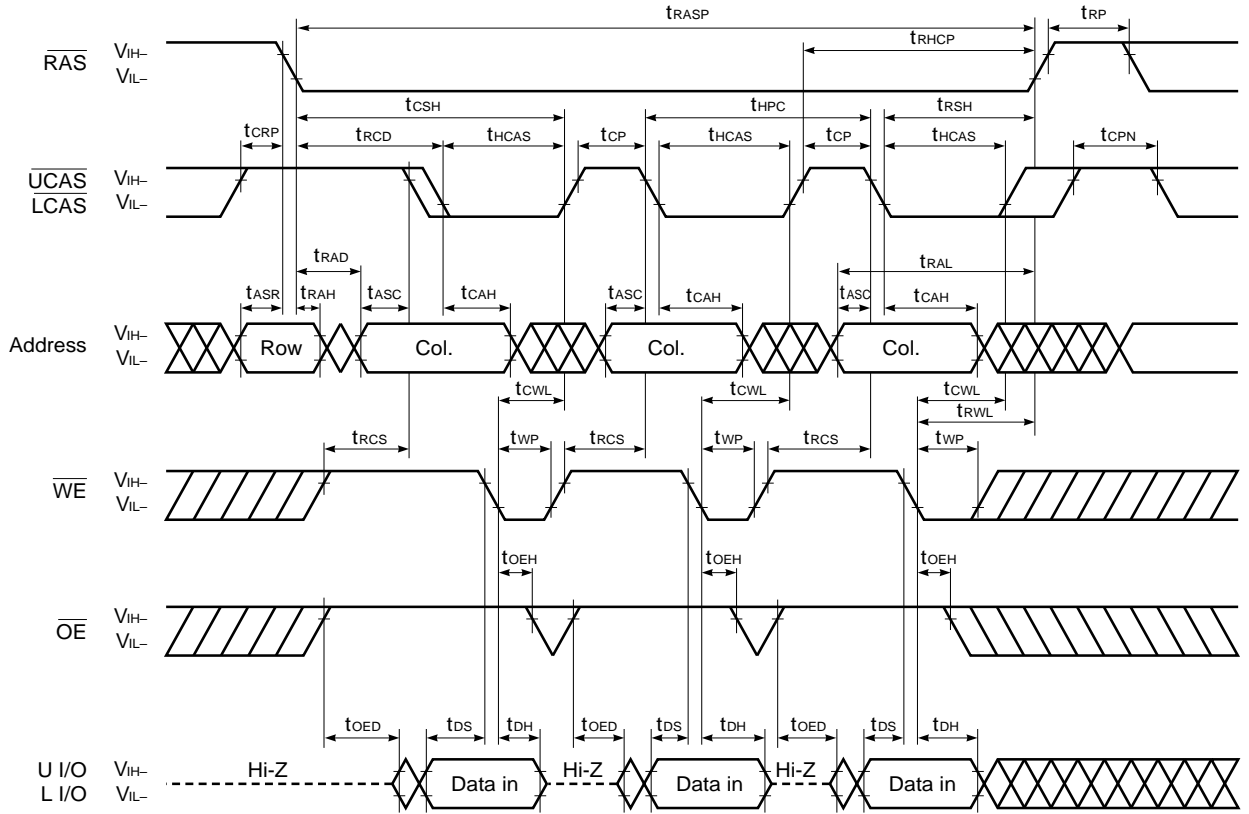 tRASP tRP
tRHCP
RAS VIH–
VIL–
tCSH tHPC tRSH
tCRP tRCD tHCAS tCP tHCAS tCP tHCAS tCPN
UCAS VIH–
LCAS VIL–
tRAD tRAL
tASR tRAH tASC tCAH tASC tCAH tASC tCAH
Address VIH–
VIL–
Row Col. Col. Col.
tCWL tCWL tCWL
tRWL
tRCS tWP tRCS tWP tRCS tWP
WE VIH–
VIL–
tOEH tOEH tOEH
OE VIH–
VIL–
tOED tDS tDH tOED tDS tDH tOED tDS tDH
U I/O VIH–
L I/O VIL–
Hi-Z Data in Hi-Z Data in Hi-Z Data in